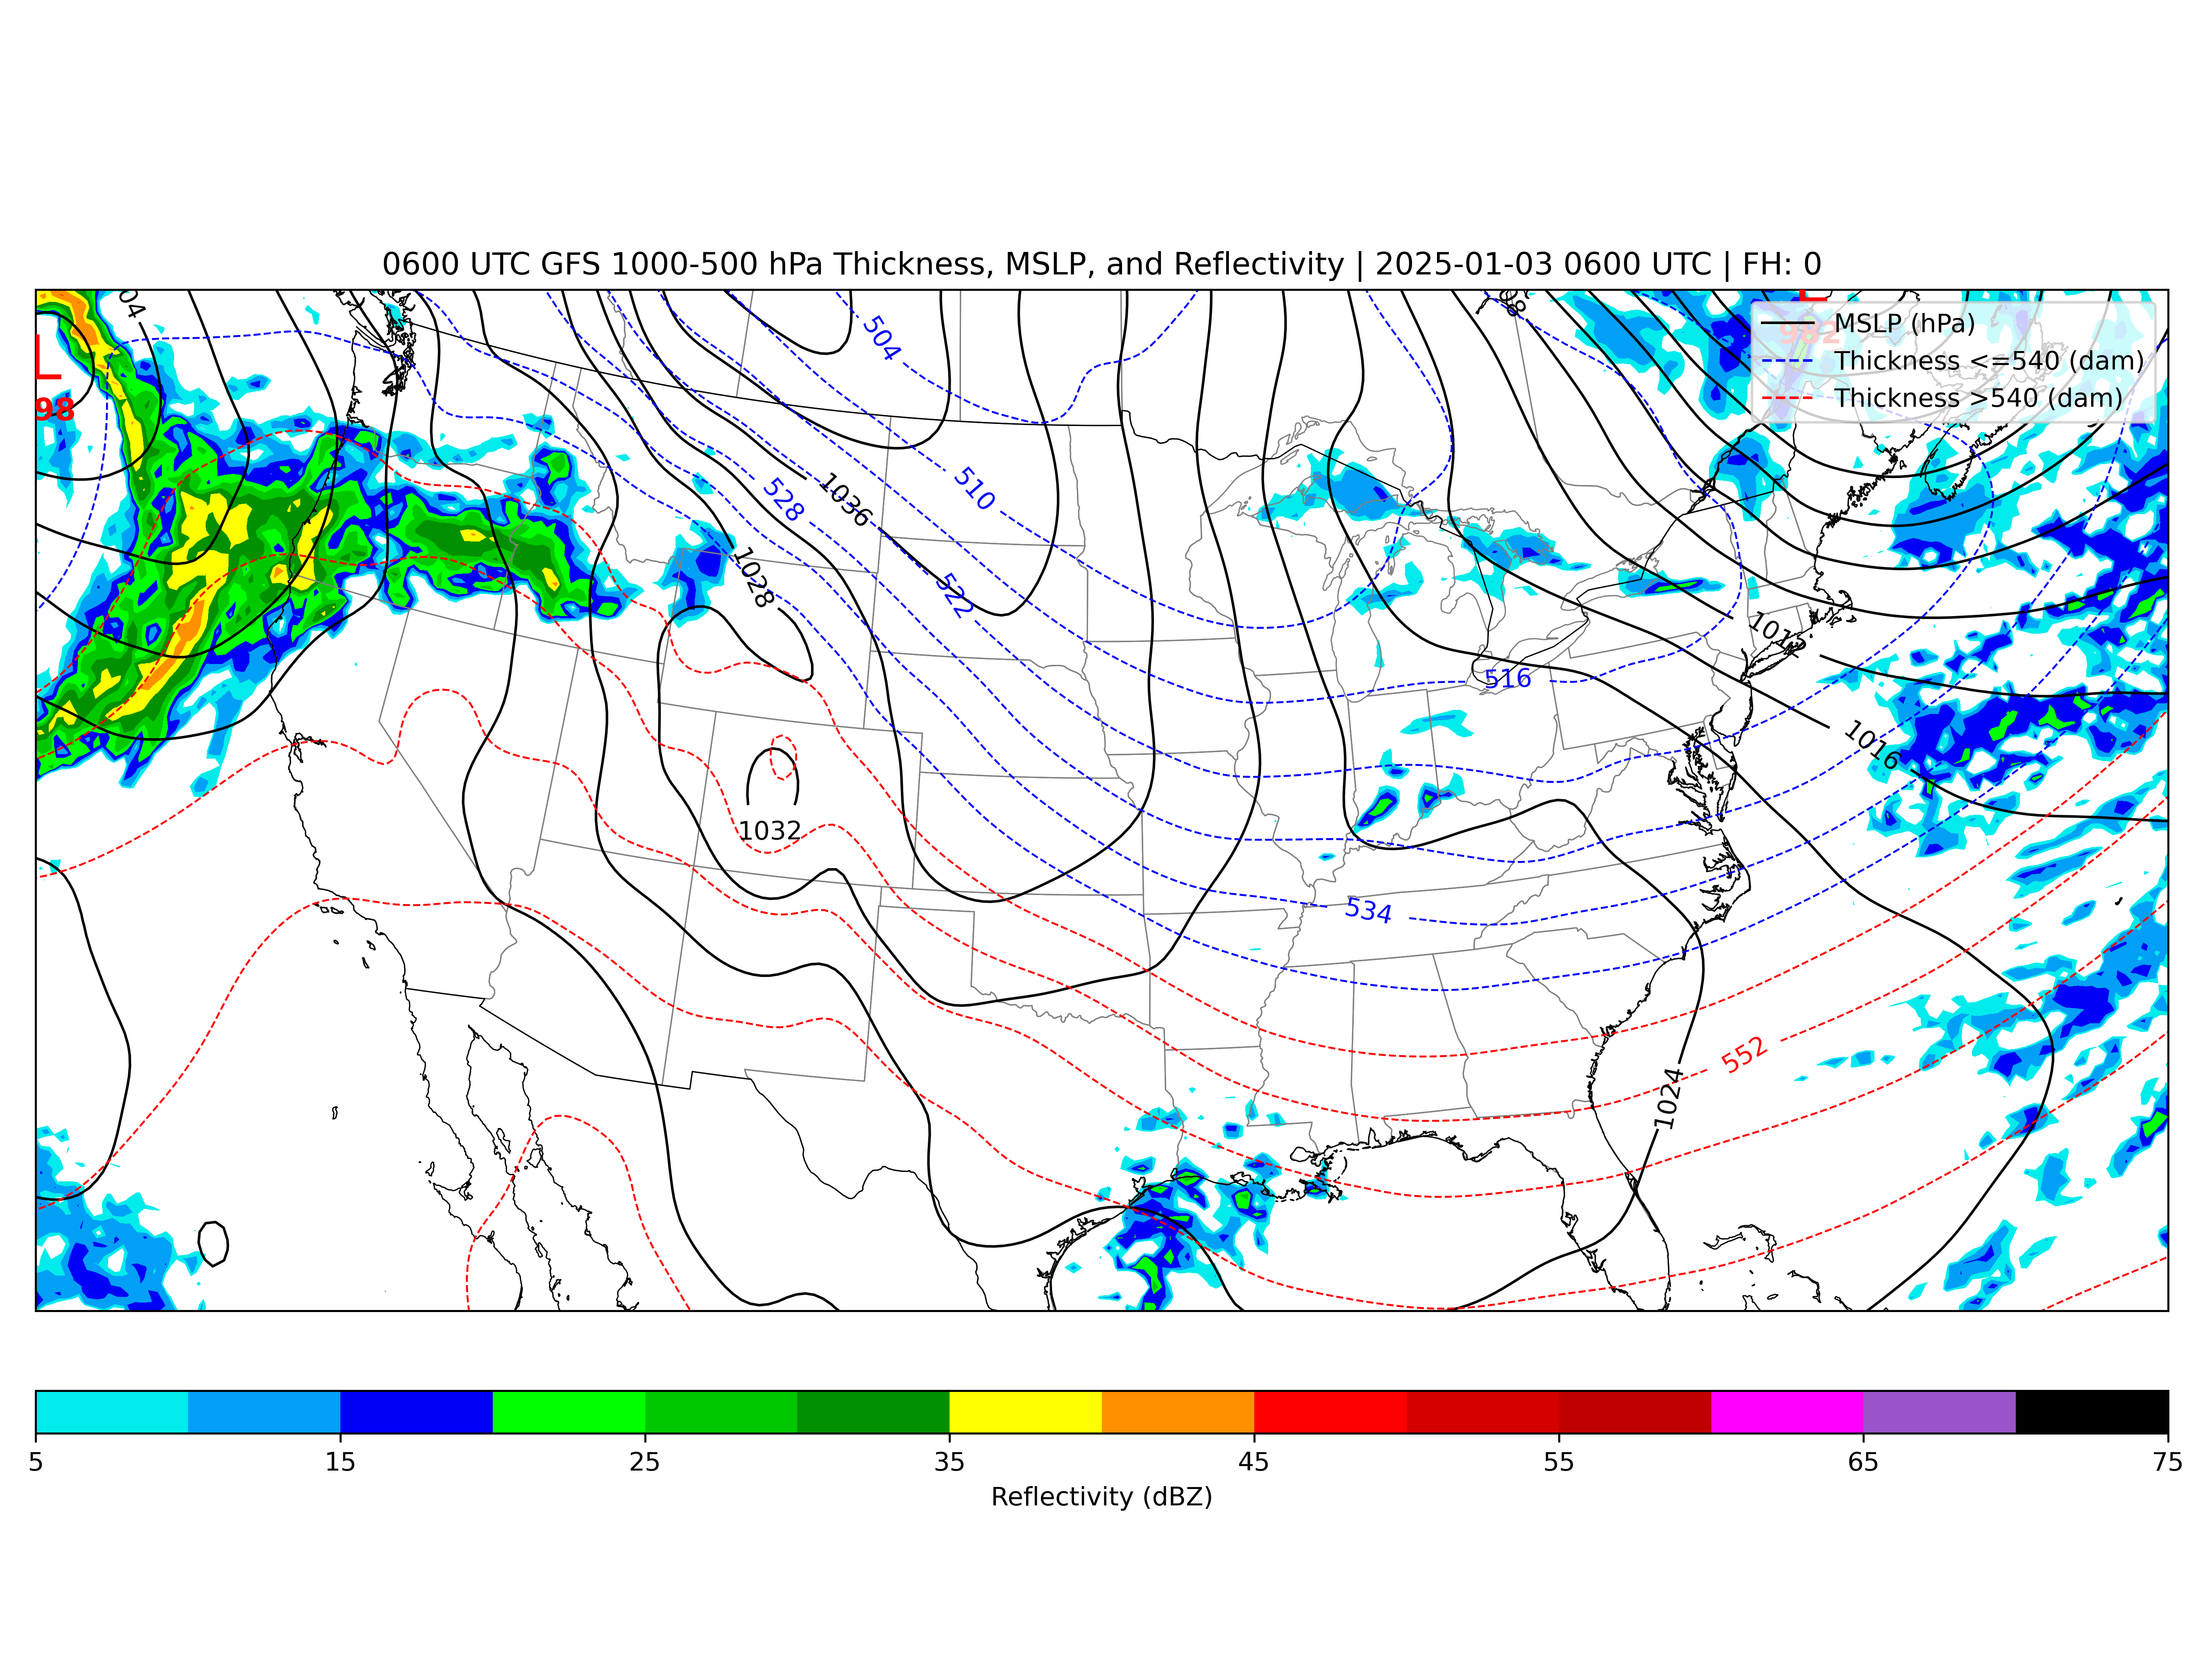 0600 UTC GFS 1000-500 hPa Thickness, MSLP, and Reflectivity | 2025-01-03 0600 UTC | FH: 0
04
504
L
98
L
982
MSLP (hPa)
Thickness <=540 (dam)
Thickness >540 (dam)
510
528
1036
1028
522
1012
516
1016
1032
534
552
1024
5 15 25 35 45 55 65 75
Reflectivity (dBZ)